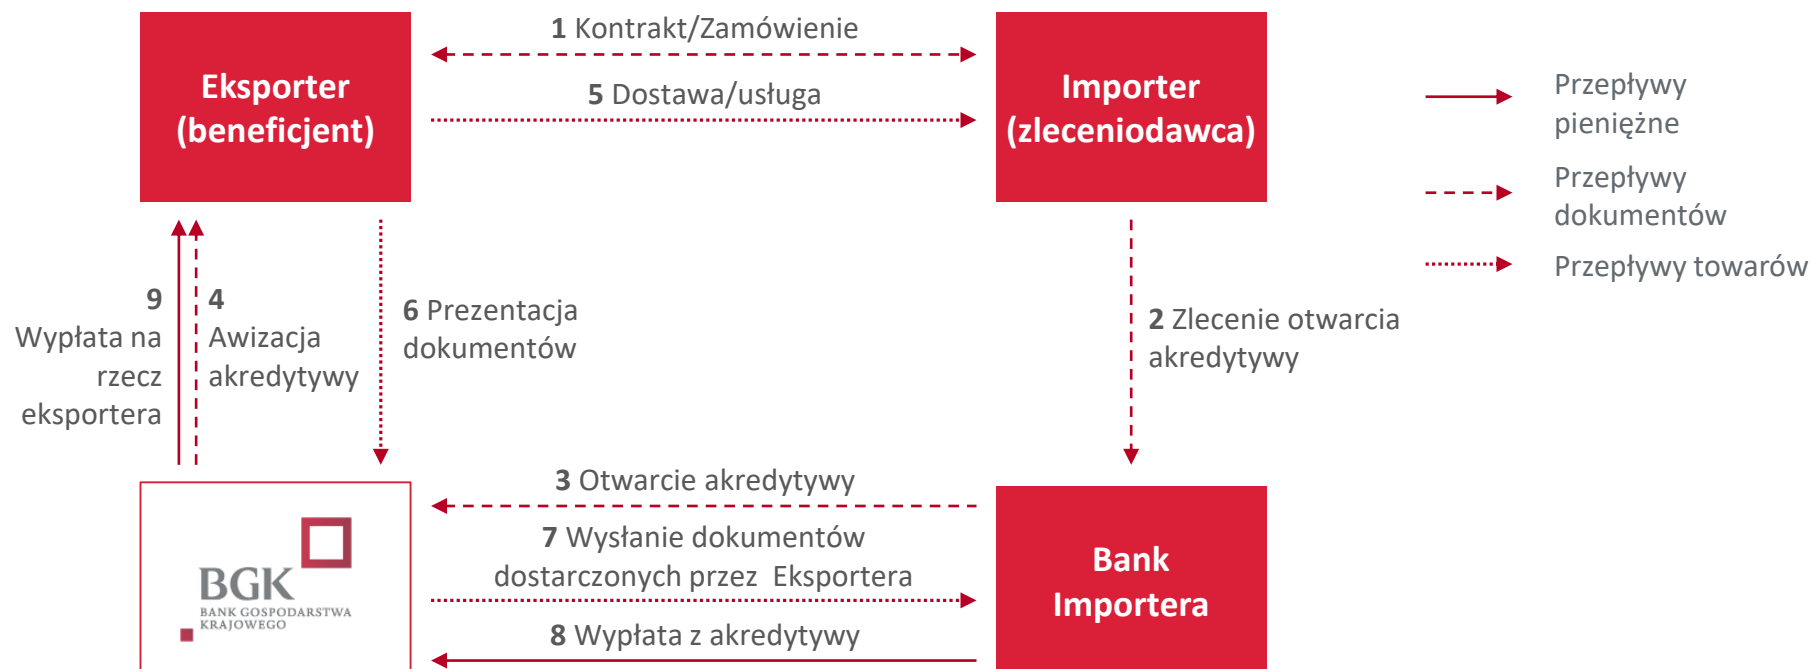 1 Kontrakt/Zamówienie
Eksporter
(beneficjent)
5 Dostawa/usługa
Importer
(zleceniodawca)
Przepływy
pieniężne
Przepływy
dokumentów
Przepływy towarów
9
Wypłata na
rzecz
eksportera
4
Awizacja
akredytywy
6 Prezentacja
dokumentów
2 Zlecenie otwarcia
akredytywy
3 Otwarcie akredytywy
7 Wysłanie dokumentów
dostarczonych przez Eksportera
8 Wypłata z akredytywy
BGK
BANK GOSPODARSTWA
KRAJOWEGO
Bank
Importera